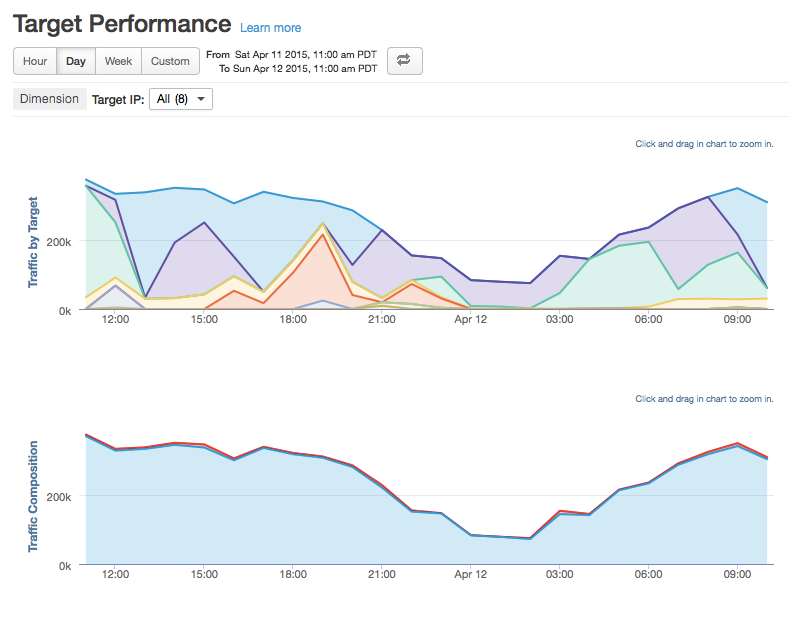 Target Performance Learn more
Hour Day Week Custom From Sat Apr 11 2015, 11:00 am PDT
To Sun Apr 12 2015, 11:00 am PDT
Dimension Target IP: All (8)
Click and drag in chart to zoom in.
Traffic by Target
200k
0k
12:00 15:00 18:00 21:00 Apr 12 03:00 06:00 09:00
Click and drag in chart to zoom in.
Traffic Composition
200k
0k
12:00 15:00 18:00 21:00 Apr 12 03:00 06:00 09:00